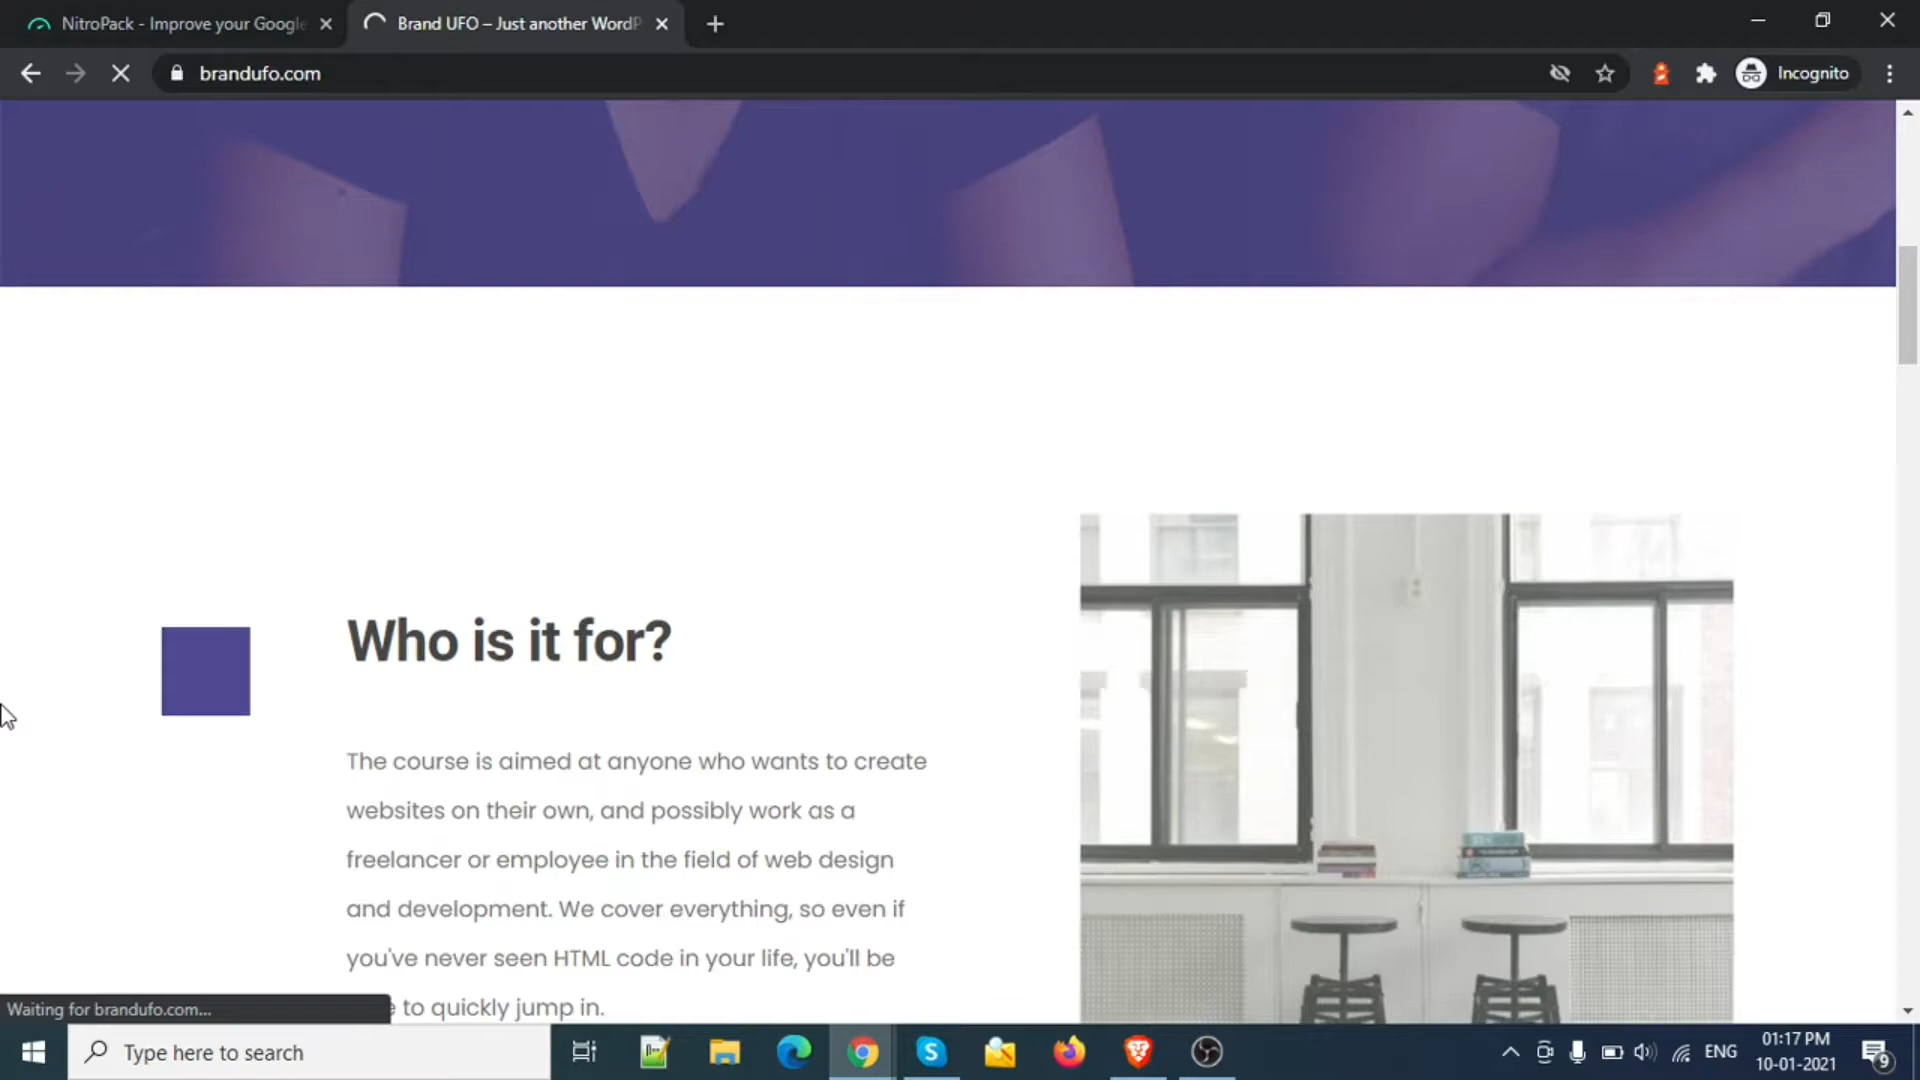 NitroPack - Improve your Google
Brand UFO – Just another WordP
brandufo.com
Incognito
Who is it for?
The course is aimed at anyone who wants to create
websites on their own, and possibly work as a
freelancer or employee in the field of web design
and development. We cover everything, so even if
you've never seen HTML code in your life, you'll be
e to quickly jump in.
Waiting for brandufo.com...
Type here to search
ENG
01:17 PM
10-01-2021
9